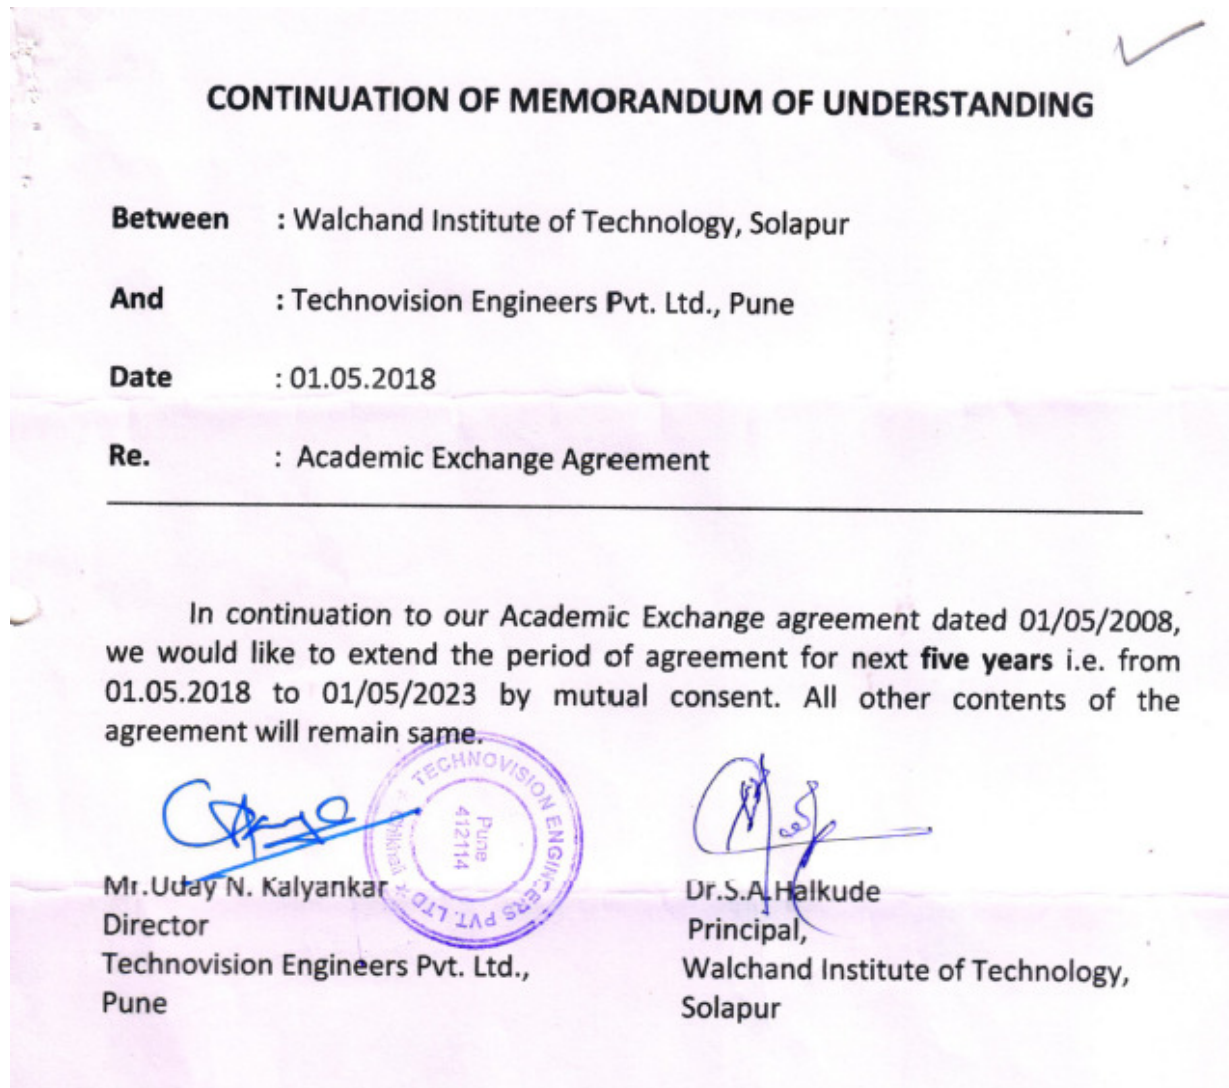 CONTINUATION OF MEMORANDUM OF UNDERSTANDING
Between : Walchand Institute of Technology, Solapur
And : Technovision Engineers Pvt. Ltd., Pune
Date : 01.05.2018
Re. : Academic Exchange Agreement
In continuation to our Academic Exchange agreement dated 01/05/2008,
we would like to extend the period of agreement for next five years i.e. from
01.05.2018 to 01/05/2023 by mutual consent. All other contents of the
agreement will remain same.
TECHNOVISION ENGINEERS PVT. LTD
Pune
412114
Mr.Uday N. Kalyankar
Director
Technovision Engineers Pvt. Ltd.,
Pune
Dr.S.A.Halkude
Principal,
Walchand Institute of Technology,
Solapur